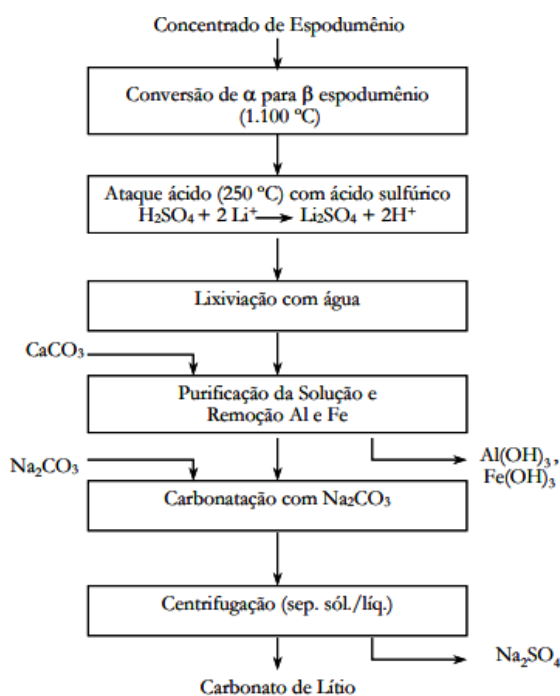 Concentrado de Espodumênio
Conversão de α para β espodumênio
(1.100 ºC)
Ataque ácido (250 ºC) com ácido sulfúrico
H₂SO₄ + 2 Li⁺ → Li₂SO₄ + 2H⁺
Lixiviação com água
CaCO₃
Purificação da Solução e
Remoção Al e Fe
Al(OH)₃,
Fe(OH)₃
Na₂CO₃
Carbonatação com Na₂CO₃
Centrifugação (sep. sól./líq.)
Na₂SO₄
Carbonato de Lítio